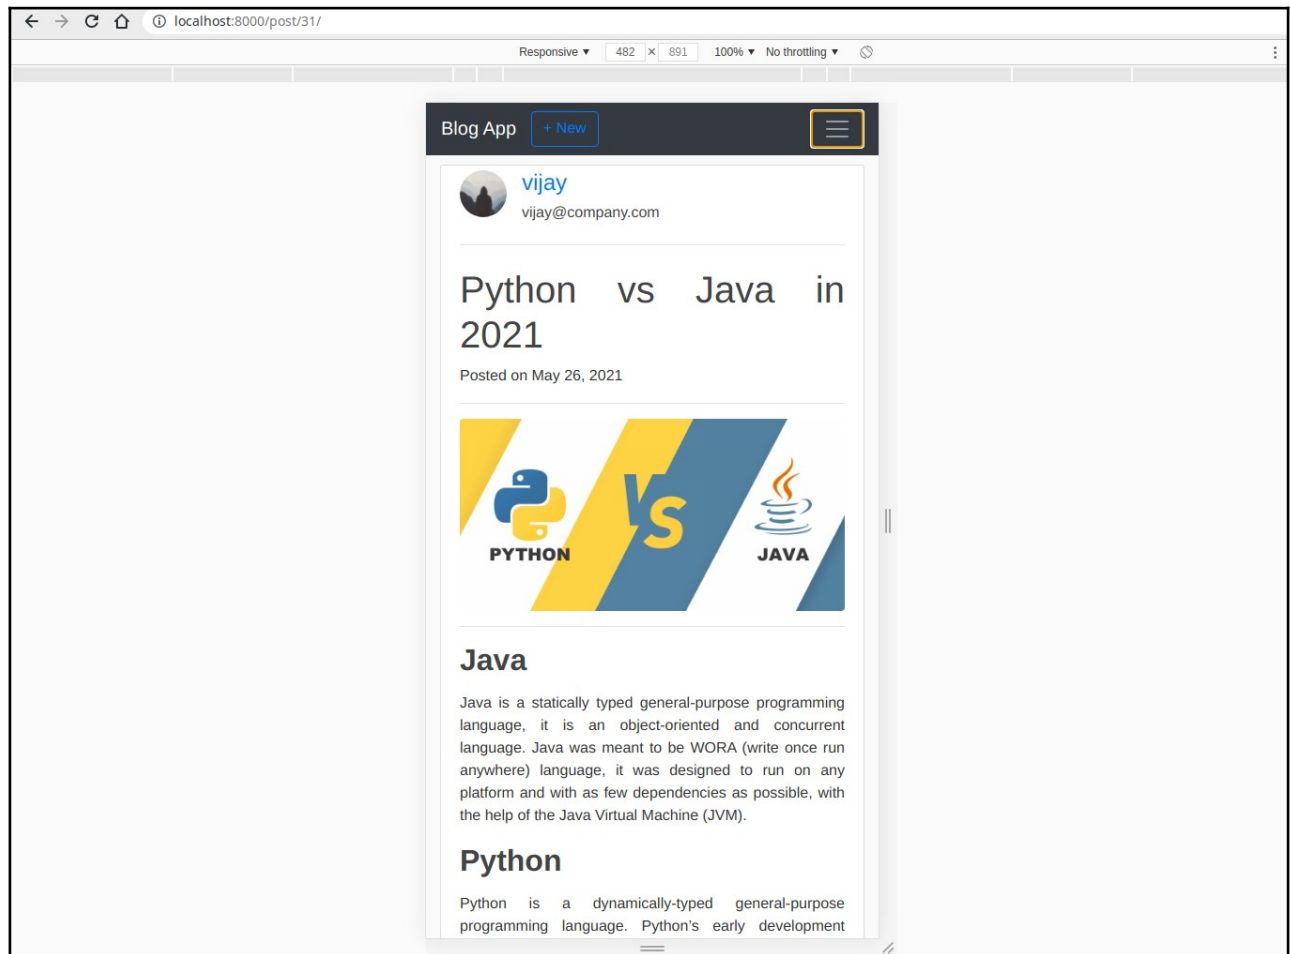 localhost:8000/post/31/
Responsive ▼ 482 × 891 100% ▼ No throttling ▼
Blog App + New
vijay
vijay@company.com
Python vs Java in
2021
Posted on May 26, 2021
VS
PYTHON JAVA
Java
Java is a statically typed general-purpose programming
language, it is an object-oriented and concurrent
language. Java was meant to be WORA (write once run
anywhere) language, it was designed to run on any
platform and with as few dependencies as possible, with
the help of the Java Virtual Machine (JVM).
Python
Python is a dynamically-typed general-purpose
programming language. Python's early development